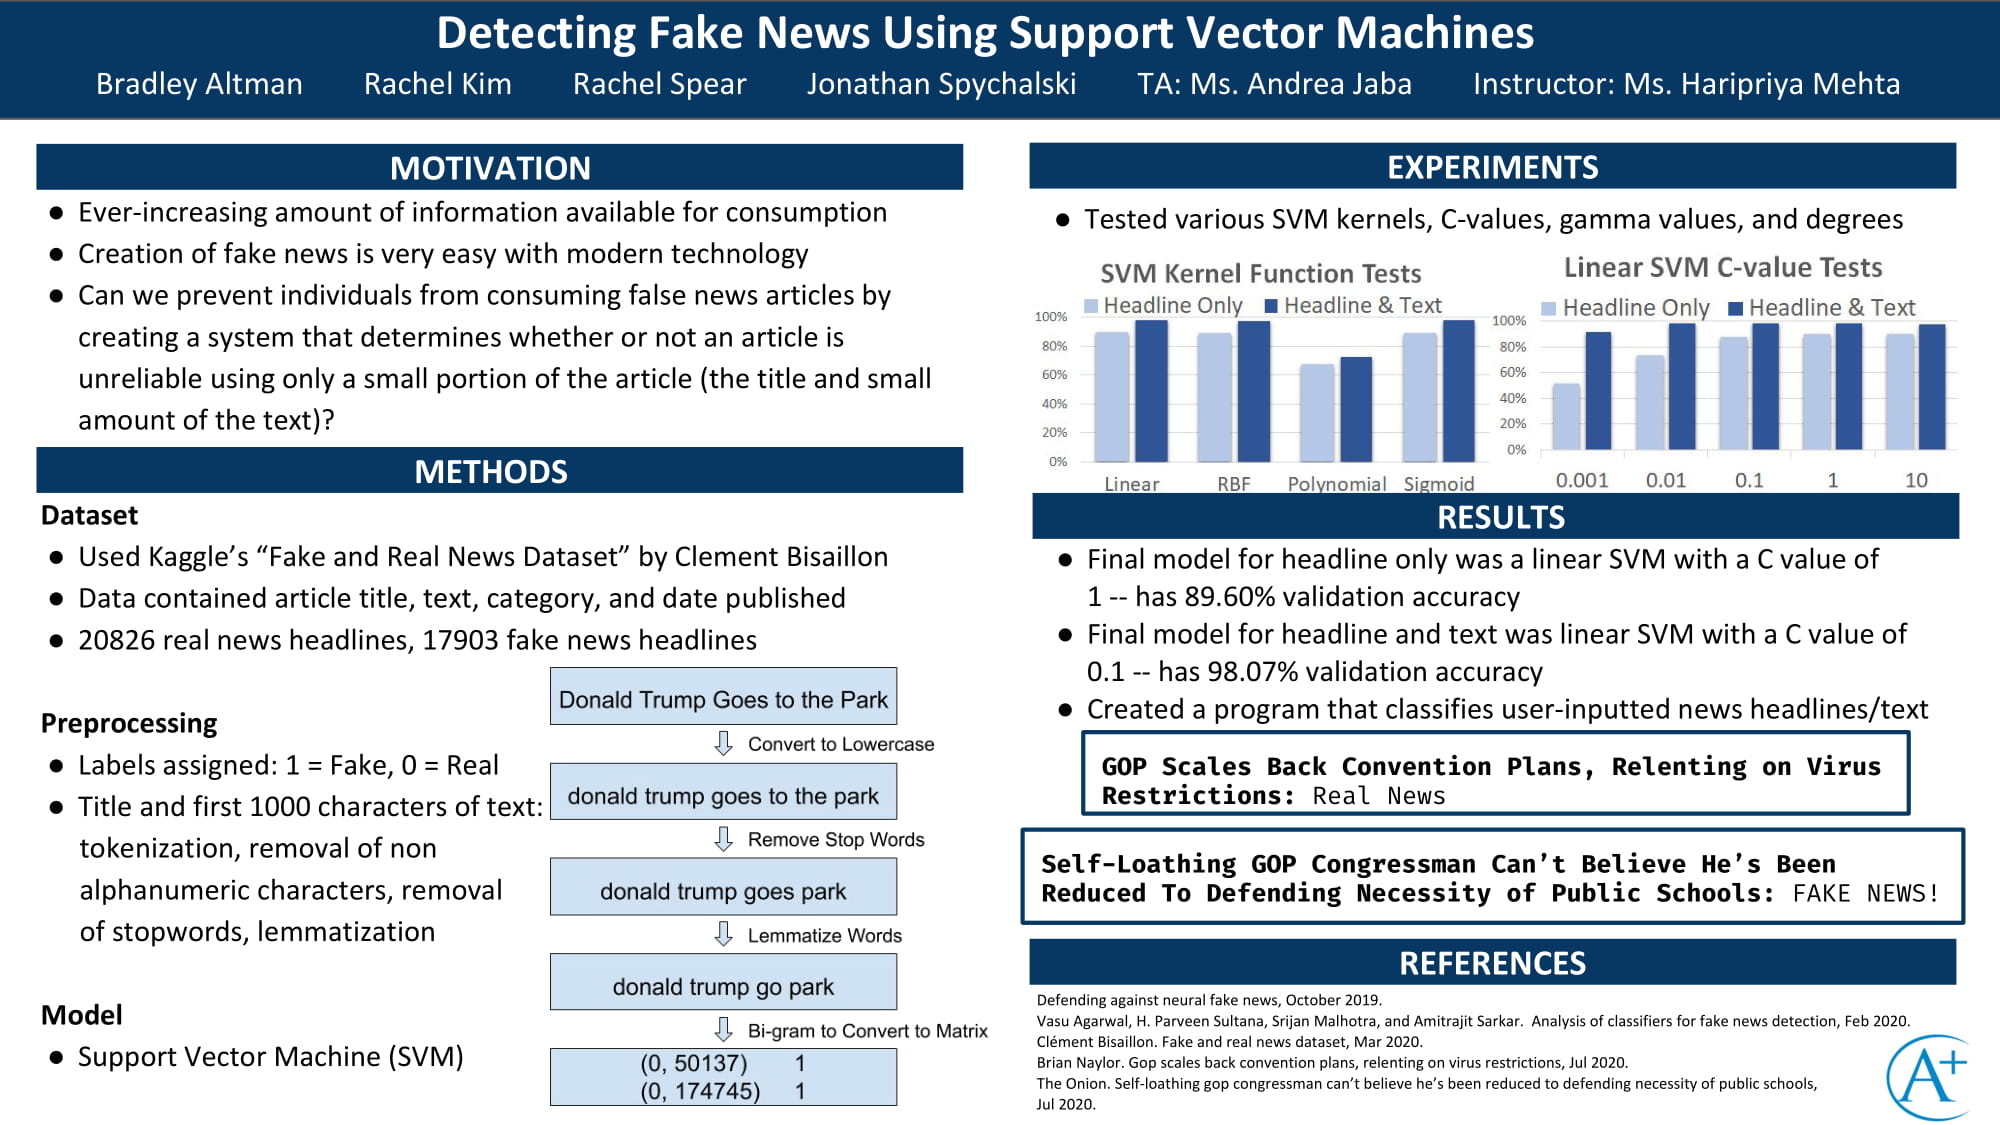 Detecting Fake News Using Support Vector Machines
Bradley Altman Rachel Kim Rachel Spear Jonathan Spychalski TA: Ms. Andrea Jaba Instructor: Ms. Haripriya Mehta
MOTIVATION
● Ever-increasing amount of information available for consumption
● Creation of fake news is very easy with modern technology
● Can we prevent individuals from consuming false news articles by
creating a system that determines whether or not an article is
unreliable using only a small portion of the article (the title and small
amount of the text)?
METHODS
Dataset
● Used Kaggle’s “Fake and Real News Dataset” by Clement Bisaillon
● Data contained article title, text, category, and date published
● 20826 real news headlines, 17903 fake news headlines
Preprocessing
● Labels assigned: 1 = Fake, 0 = Real
● Title and first 1000 characters of text:
tokenization, removal of non
alphanumeric characters, removal
of stopwords, lemmatization
Model
● Support Vector Machine (SVM)
Donald Trump Goes to the Park
Convert to Lowercase
donald trump goes to the park
Remove Stop Words
donald trump goes park
Lemmatize Words
donald trump go park
Bi-gram to Convert to Matrix
(0, 50137) 1
(0, 174745) 1
EXPERIMENTS
● Tested various SVM kernels, C-values, gamma values, and degrees
SVM Kernel Function Tests
Headline Only Headline & Text
100%
80%
60%
40%
20%
0%
Linear RBF Polynomial Sigmoid
Linear SVM C-value Tests
Headline Only Headline & Text
100%
80%
60%
40%
20%
0%
0.001 0.01 0.1 1 10
RESULTS
● Final model for headline only was a linear SVM with a C value of
1 -- has 89.60% validation accuracy
● Final model for headline and text was linear SVM with a C value of
0.1 -- has 98.07% validation accuracy
● Created a program that classifies user-inputted news headlines/text
GOP Scales Back Convention Plans, Relenting on Virus
Restrictions: Real News
Self-Loathing GOP Congressman Can’t Believe He’s Been
Reduced To Defending Necessity of Public Schools: FAKE NEWS!
REFERENCES
Defending against neural fake news, October 2019.
Vasu Agarwal, H. Parveen Sultana, Srijan Malhotra, and Amitrajit Sarkar. Analysis of classifiers for fake news detection, Feb 2020.
Clément Bisaillon. Fake and real news dataset, Mar 2020.
Brian Naylor. Gop scales back convention plans, relenting on virus restrictions, Jul 2020.
The Onion. Self-loathing gop congressman can’t believe he’s been reduced to defending necessity of public schools,
Jul 2020.
A+